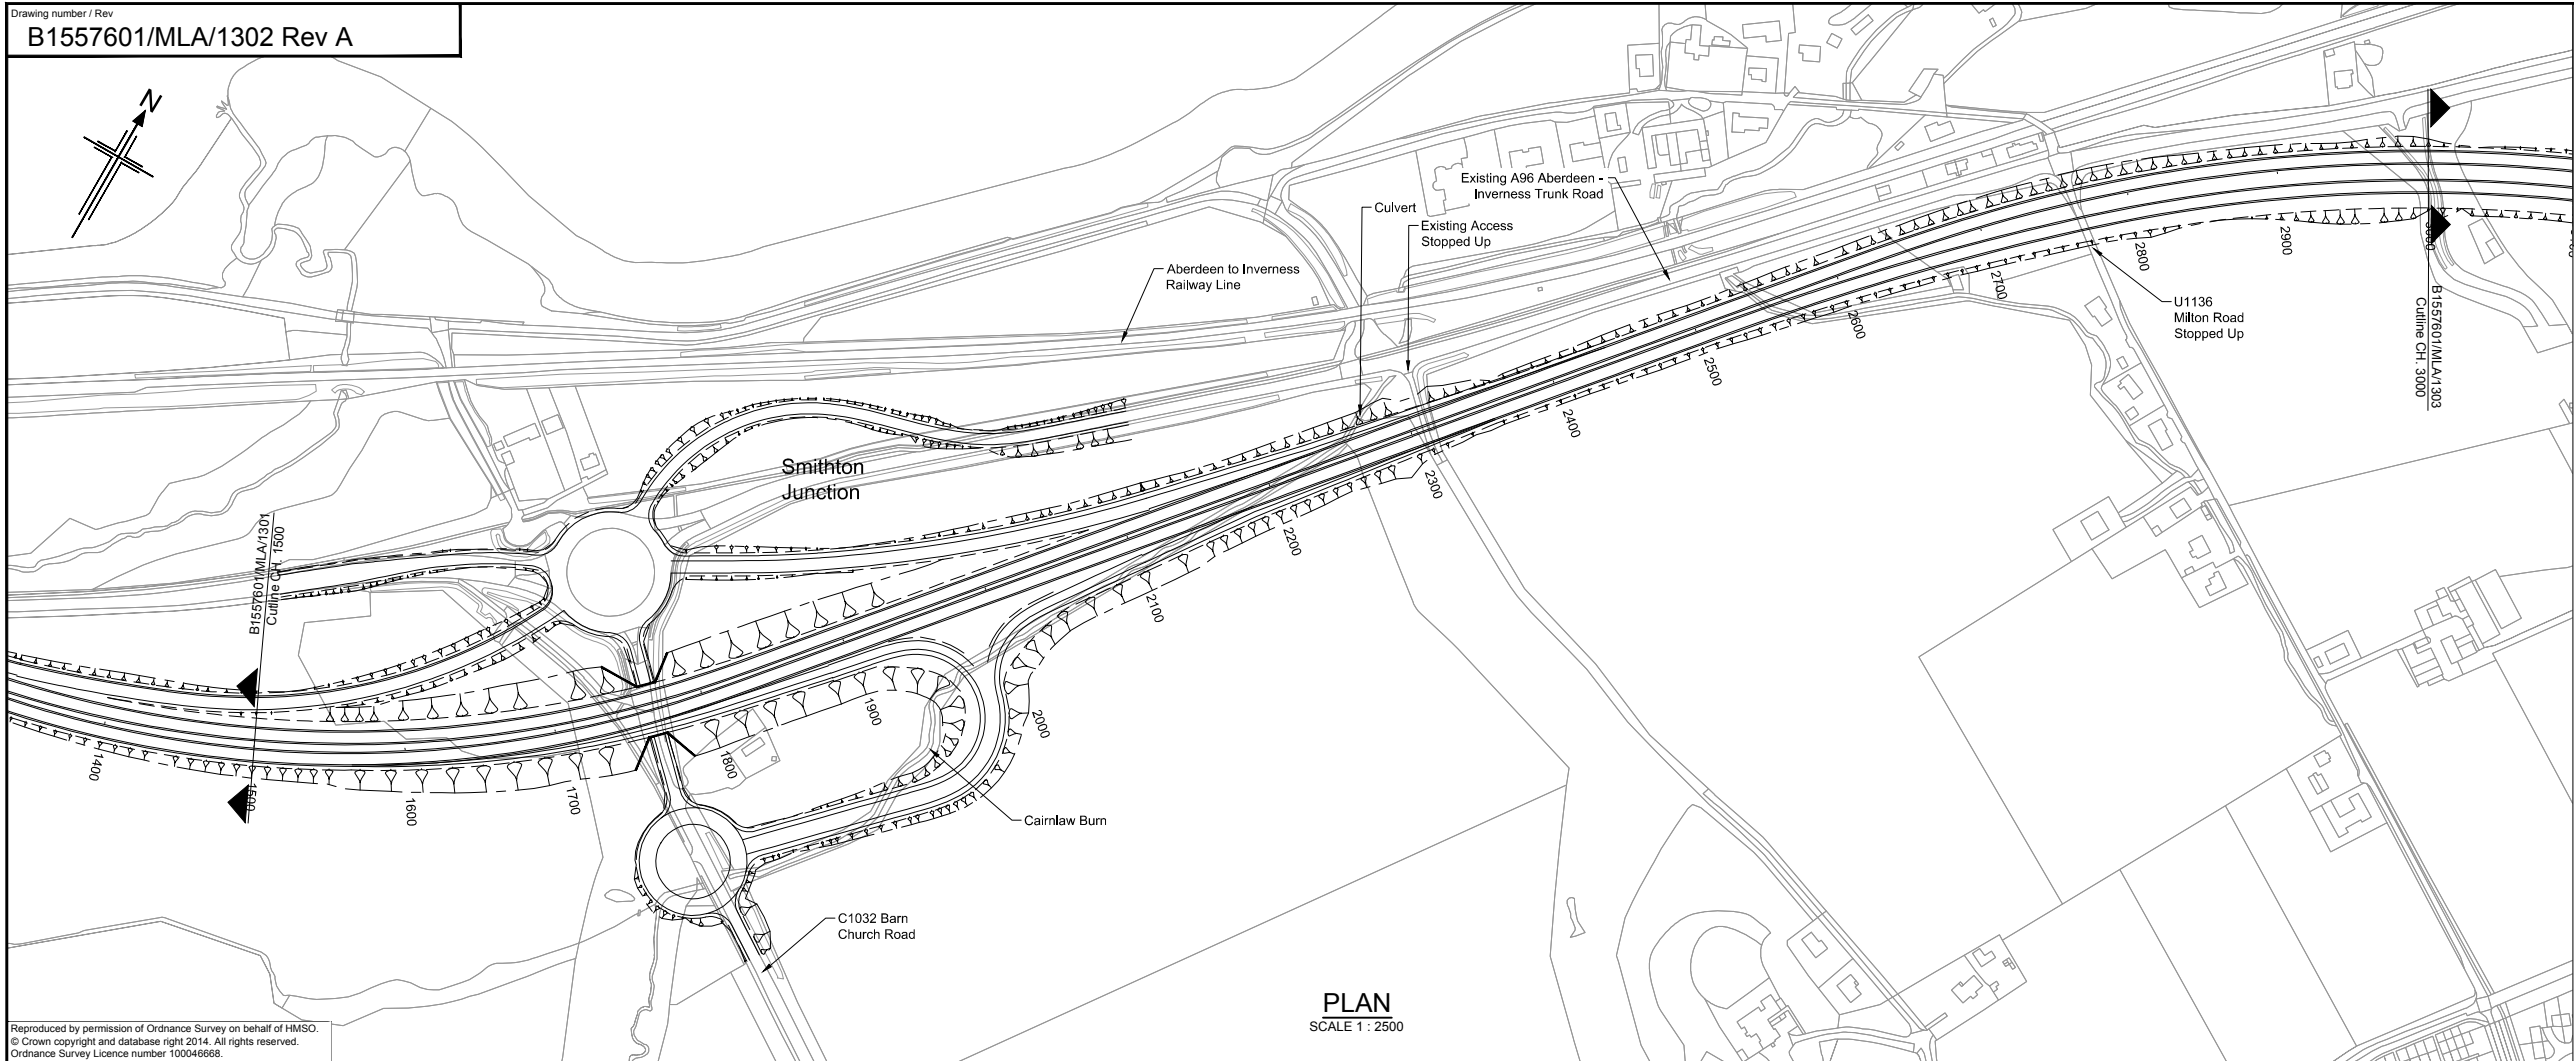 Drawing number / Rev
B1557601/MLA/1302 Rev A
N
Existing A96 Aberdeen -
Inverness Trunk Road
Culvert
Existing Access
Stopped Up
Aberdeen to Inverness
Railway Line
U1136
Milton Road
Stopped Up
B1557601/MLA/1303
Cutline CH. 3000
Smithton
Junction
B1557601/MLA/1301
Cutline CH. 1500
1400
1500
1600
1700
1800
1900
2000
2100
2200
2300
2400
2500
2600
2700
2800
2900
3000
Cairnlaw Burn
C1032 Barn
Church Road
PLAN
SCALE 1 : 2500
Reproduced by permission of Ordnance Survey on behalf of HMSO.
© Crown copyright and database right 2014. All rights reserved.
Ordnance Survey Licence number 100046668.